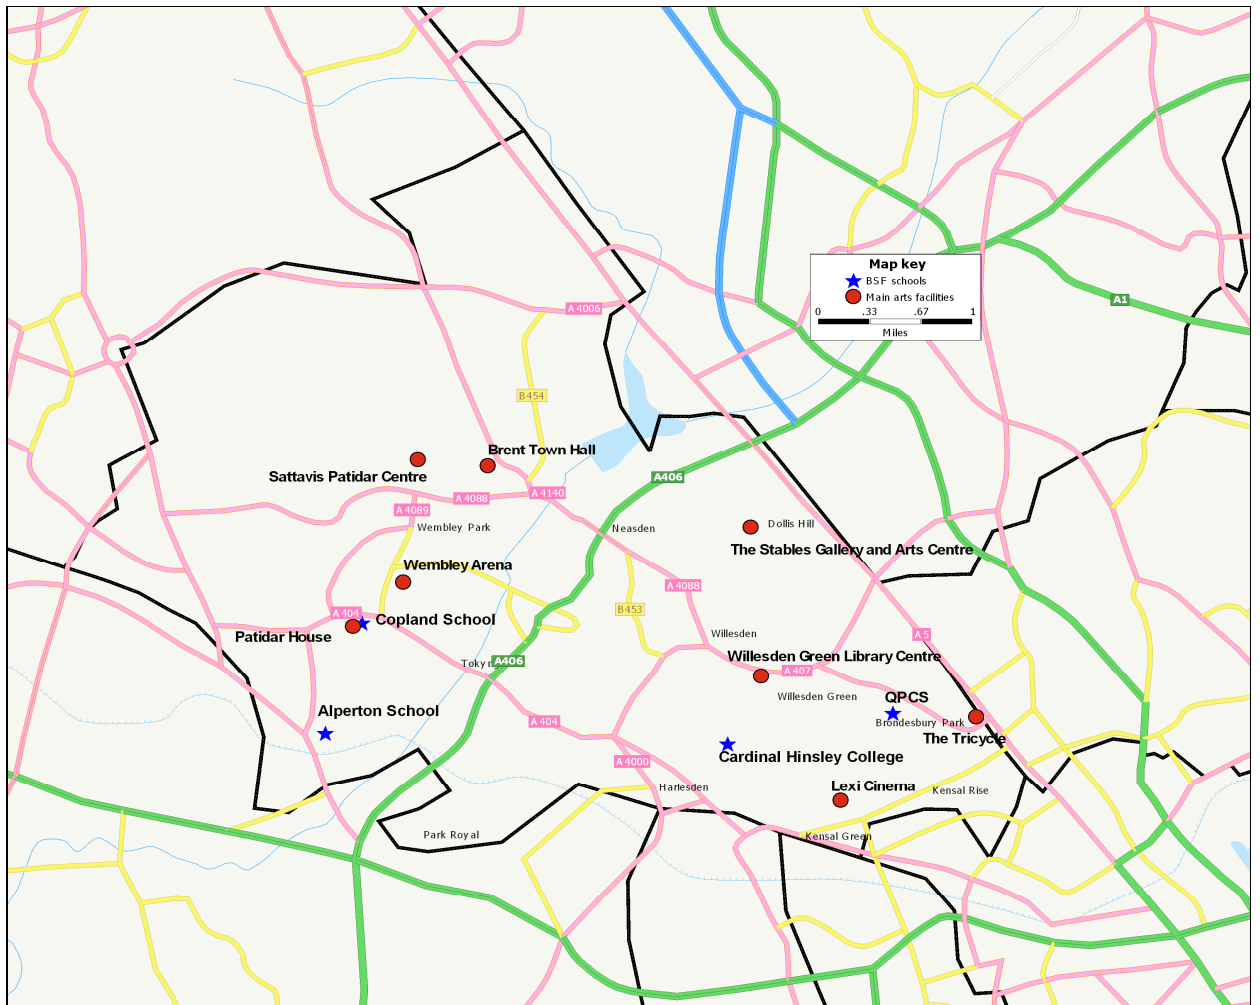 Map key
BSF schools
Main arts facilities
0 .33 .67 1
Miles
A1
A 4006
B454
Brent Town Hall
Sattavis Patidar Centre
A406
A 4088
A 4140
A 4089
Wembley Park
Neasden
Dollis Hill
The Stables Gallery and Arts Centre
Wembley Arena
A 4088
A 404
B453
Copland School
Patidar House
Willesden
A 5
Willesden Green Library Centre
A406
A 407
Willesden Green
QPCS
Alperton School
A 404
Brondesbury Park
The Tricycle
Cardinal Hinsley College
A 4000
Harlesden
Lexi Cinema
Kensal Rise
Park Royal
Kensal Green